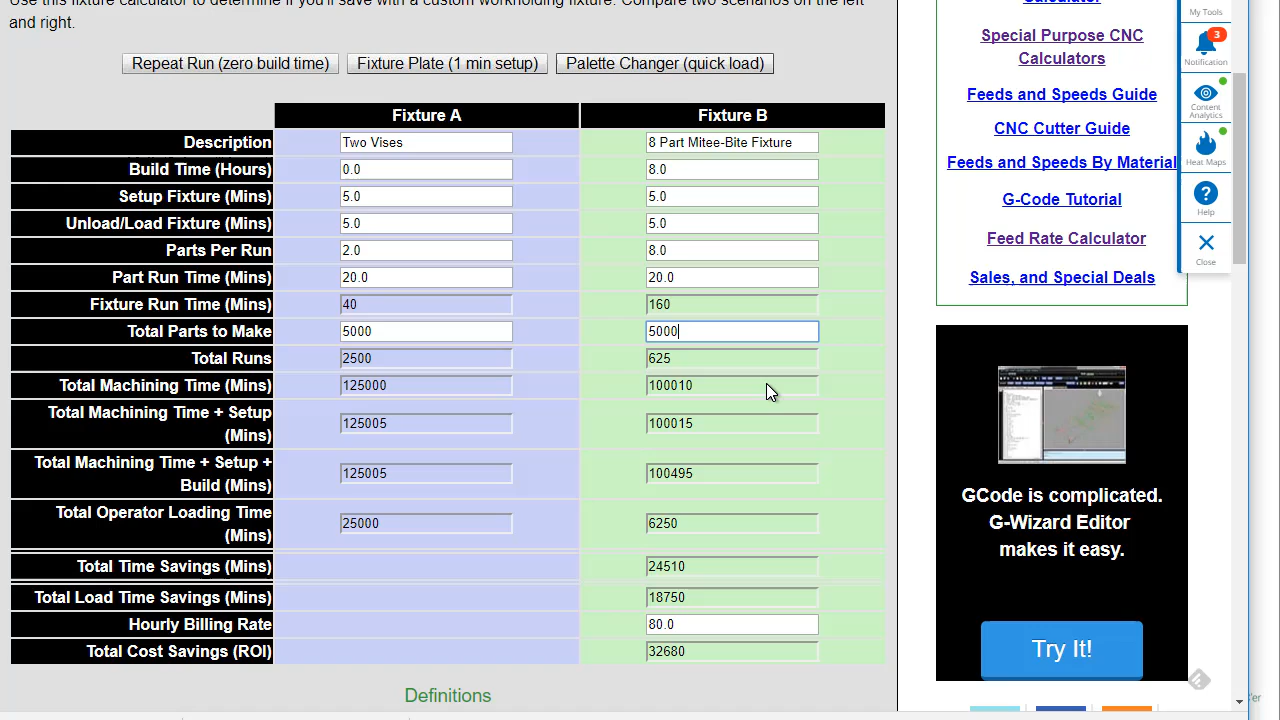 Use this fixture calculator to determine if you'll save with a custom workholding fixture. Compare two scenarios on the left
and right.
Repeat Run (zero build time) Fixture Plate (1 min setup) Palette Changer (quick load)
Fixture A Fixture B
Description Two Vises 8 Part Mitee-Bite Fixture
Build Time (Hours) 0.0 8.0
Setup Fixture (Mins) 5.0 5.0
Unload/Load Fixture (Mins) 5.0 5.0
Parts Per Run 2.0 8.0
Part Run Time (Mins) 20.0 20.0
Fixture Run Time (Mins) 40 160
Total Parts to Make 5000 5000
Total Runs 2500 625
Total Machining Time (Mins) 125000 100010
Total Machining Time + Setup
(Mins) 125005 100015
Total Machining Time + Setup +
Build (Mins) 125005 100495
Total Operator Loading Time
(Mins) 25000 6250
Total Time Savings (Mins) 24510
Total Load Time Savings (Mins) 18750
Hourly Billing Rate 80.0
Total Cost Savings (ROI) 32680
Definitions
Calculator
Special Purpose CNC
Calculators
Feeds and Speeds Guide
CNC Cutter Guide
Feeds and Speeds By Material
G-Code Tutorial
Feed Rate Calculator
Sales, and Special Deals
GCode is complicated.
G-Wizard Editor
makes it easy.
Try It!
My Tools
3
Notification
Content
Analytics
Heat Maps
?
Help
Close